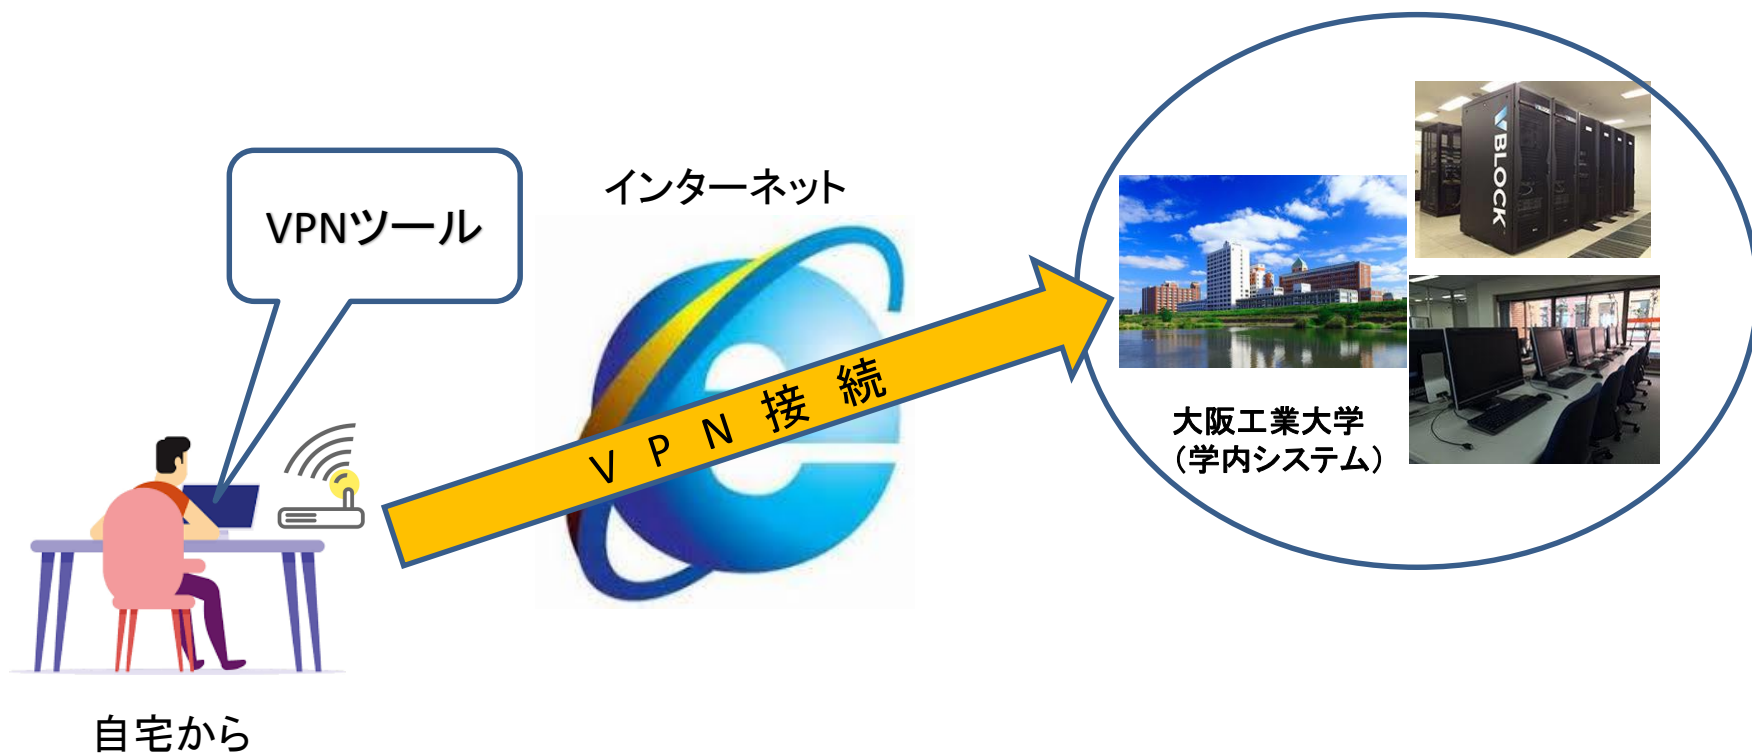 VPNツール
インターネット
VPN接続
VBLOCK
大阪工業大学
（学内システム）
自宅から